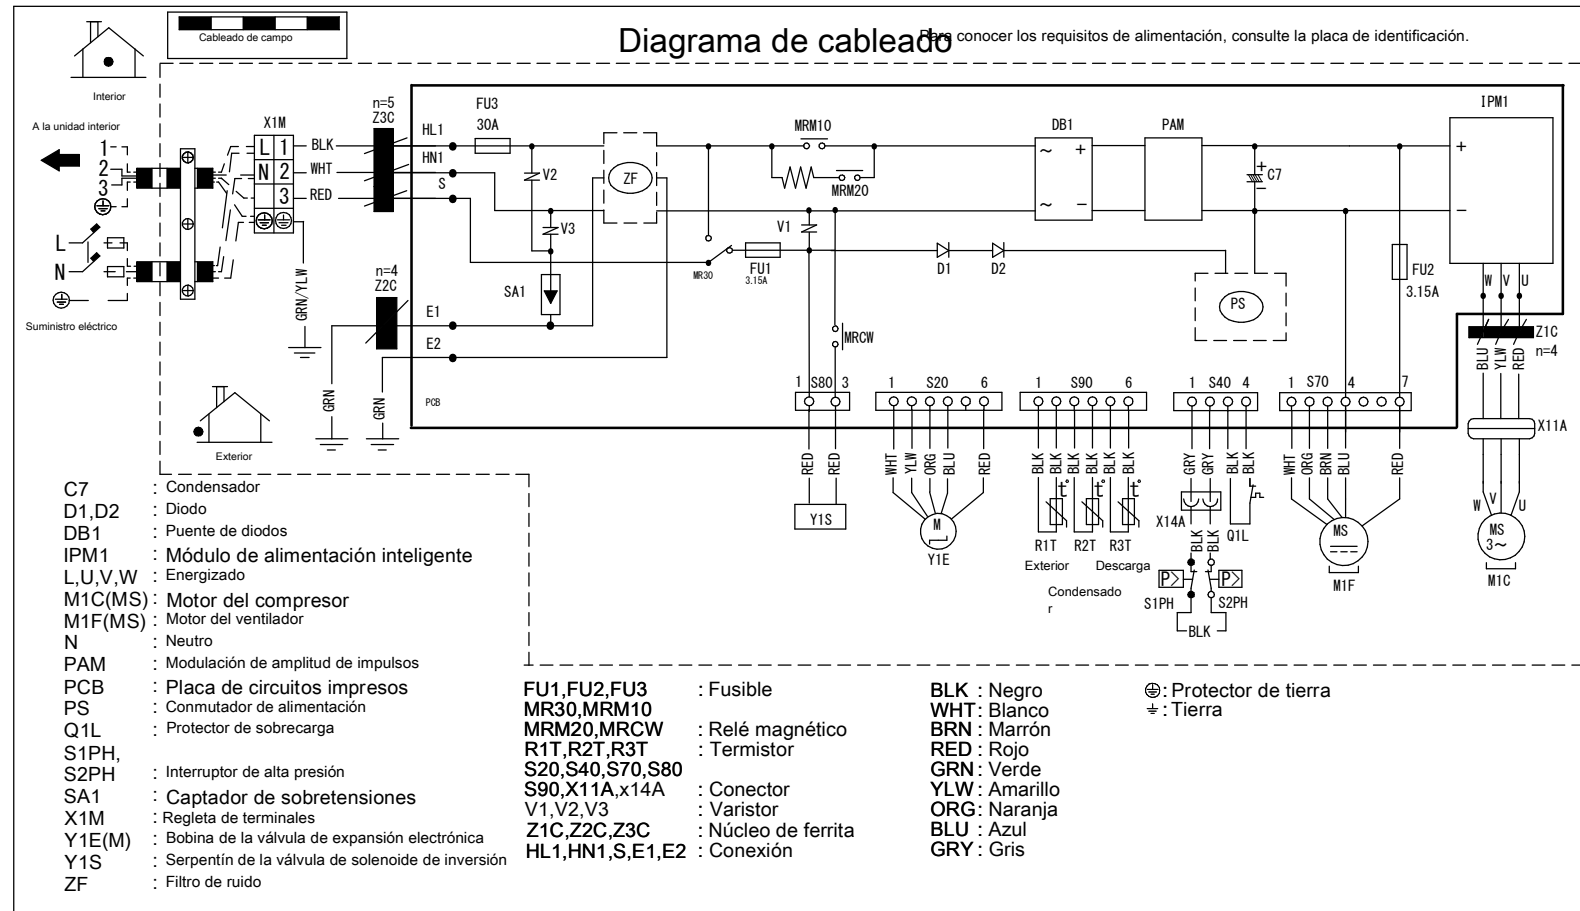 Cableado de campo
Diagrama de cableado
Para conocer los requisitos de alimentación, consulte la placa de identificación.
Interior
A la unidad interior
1
2
3
L
N
Suministro eléctrico
X1M
L 1
N 2
3
BLK
WHT
RED
GRN/YLW
n=5
Z3C
HL1
HN1
S
FU3
30A
V2
V3
SA1
ZF
n=4
Z2C
E1
E2
GRN
GRN
PCB
MRM10
MRM20
V1
MR30
FU1
3.15A
MRCW
DB1
~ +
~ −
PAM
C7
+
−
D1
D2
PS
FU2
3.15A
IPM1
+
−
W V U
Z1C
n=4
BLU
YLW
RED
X11A
W V U
MS
3~
M1C
1 S80 3
RED
RED
Y1S
1 S20 6
WHT
YLW
ORG
BLU
RED
M
Y1E
1 S90 6
BLK
BLK
BLK
BLK
BLK
BLK
t°
t°
t°
R1T
R2T
R3T
Exterior
Descarga
Condensado
r
1 S40 4
GRY
GRY
BLK
BLK
X14A
Q1L
BLK
BLK
P>
P>
S1PH
S2PH
BLK
1 S70 4 7
WHT
ORG
BRN
BLU
RED
MS
M1F
Exterior
C7 : Condensador
D1,D2 : Diodo
DB1 : Puente de diodos
IPM1 : Módulo de alimentación inteligente
L,U,V,W : Energizado
M1C(MS) : Motor del compresor
M1F(MS) : Motor del ventilador
N : Neutro
PAM : Modulación de amplitud de impulsos
PCB : Placa de circuitos impresos
PS : Conmutador de alimentación
Q1L : Protector de sobrecarga
S1PH,
S2PH : Interruptor de alta presión
SA1 : Captador de sobretensiones
X1M : Regleta de terminales
Y1E(M) : Bobina de la válvula de expansión electrónica
Y1S : Serpentín de la válvula de solenoide de inversión
ZF : Filtro de ruido
FU1,FU2,FU3 : Fusible
MR30,MRM10
MRM20,MRCW : Relé magnético
R1T,R2T,R3T : Termistor
S20,S40,S70,S80
S90,X11A,x14A : Conector
V1,V2,V3 : Varistor
Z1C,Z2C,Z3C : Núcleo de ferrita
HL1,HN1,S,E1,E2 : Conexión
BLK : Negro
WHT : Blanco
BRN : Marrón
RED : Rojo
GRN : Verde
YLW : Amarillo
ORG : Naranja
BLU : Azul
GRY : Gris
: Protector de tierra
: Tierra